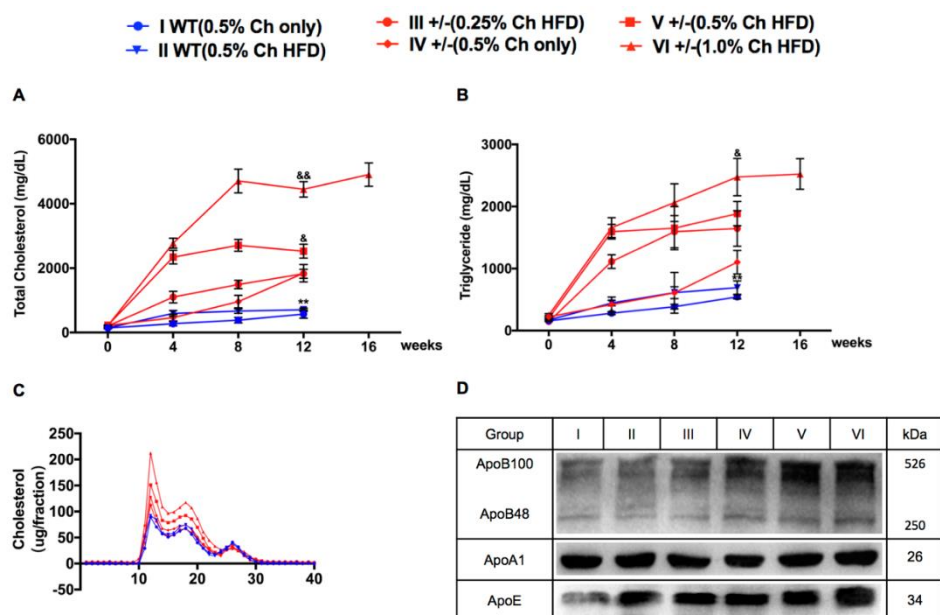 I WT(0.5% Ch only)
II WT(0.5% Ch HFD)
III +/-(0.25% Ch HFD)
IV +/-(0.5% Ch only)
V +/-(0.5% Ch HFD)
VI +/-(1.0% Ch HFD)
A
Total Cholesterol (mg/dL)
6000
4000
2000
0
&&
&
**
0 4 8 12 16 weeks
B
Triglyceride (mg/dL)
3000
2000
1000
0
&
**
0 4 8 12 16 weeks
C
Cholesterol
(ug/fraction)
250
200
150
100
50
0
-50
10 20 30 40
D
Group I II III IV V VI kDa
ApoB100 526
ApoB48 250
ApoA1 26
ApoE 34